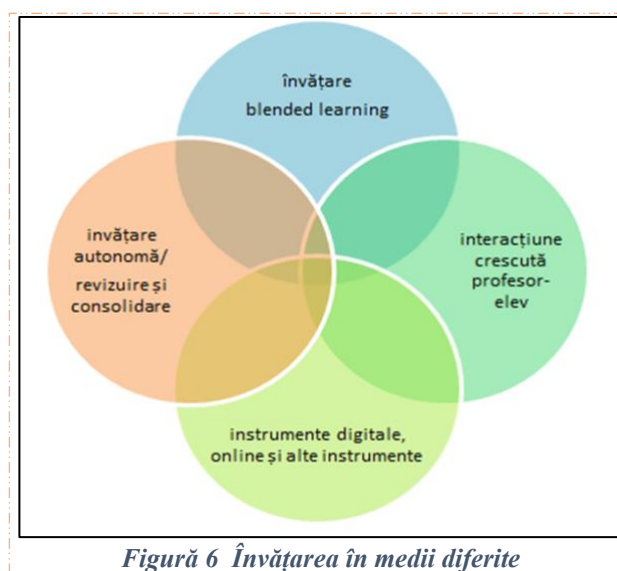 învățare
blended learning
invățare
autonomă/
revizuire și
consolidare
interacțiune
crescută
profesor-
elev
instrumente digitale,
online și alte instrumente
Figură 6 Învățarea în medii diferite